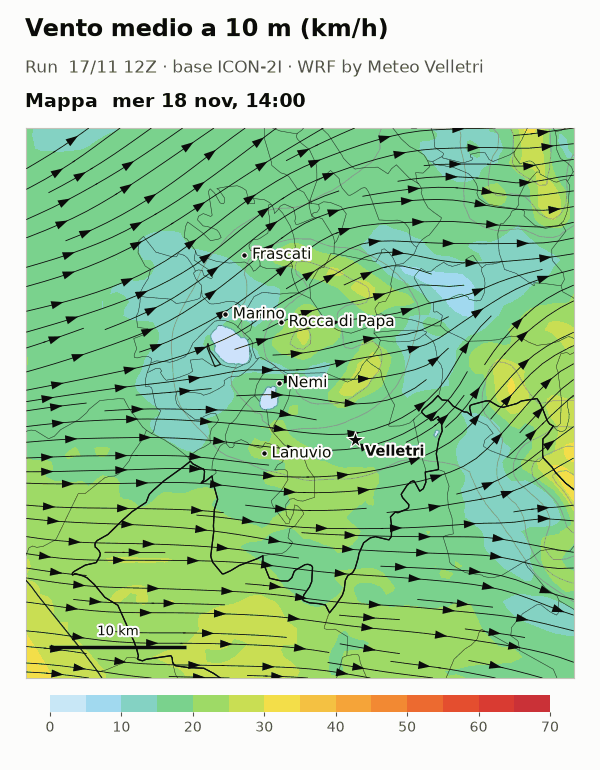 Vento medio a 10 m (km/h)
Run  17/11 12Z · base ICON-2I · WRF by Meteo Velletri
Mappa  mer 18 nov, 14:00
Frascati
Marino
Rocca di Papa
Nemi
Velletri
Lanuvio
10 km
0 10 20 30 40 50 60 70